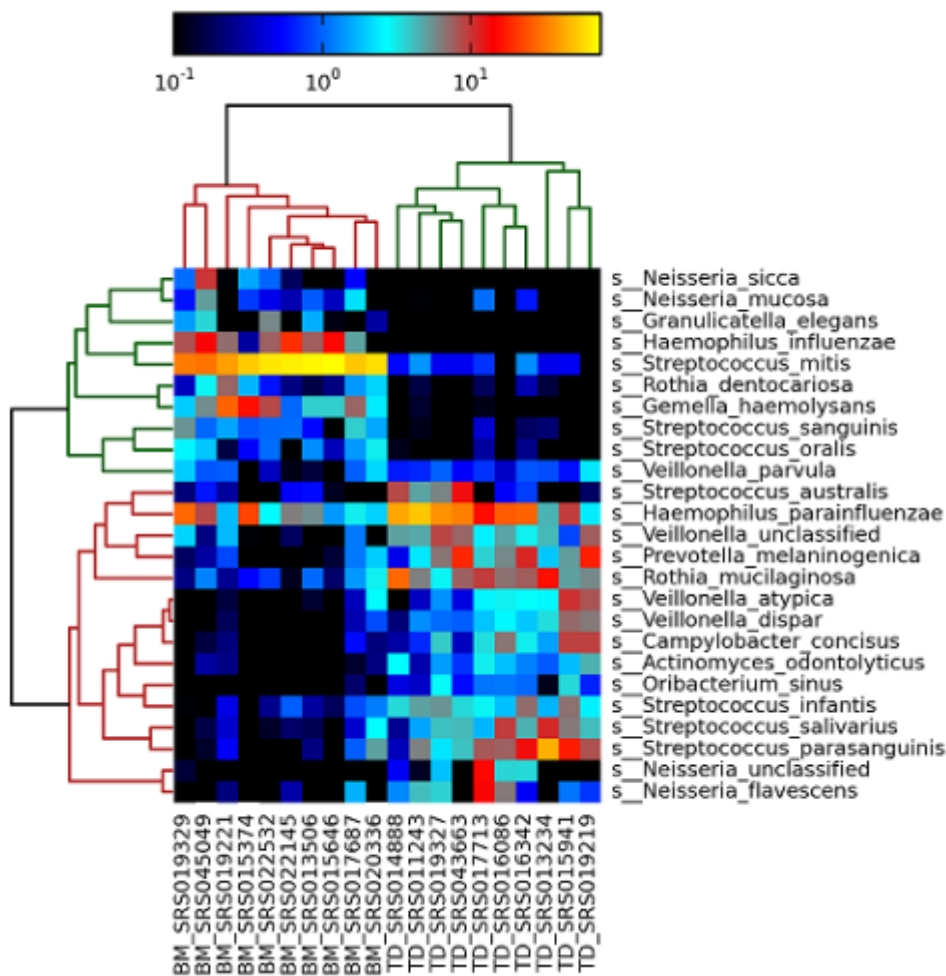 10^-1 10^0 10^1
s__Neisseria_sicca
s__Neisseria_mucosa
s__Granulicatella_elegans
s__Haemophilus_influenzae
s__Streptococcus_mitis
s__Rothia_dentocariosa
s__Gemella_haemolysans
s__Streptococcus_sanguinis
s__Streptococcus_oralis
s__Veillonella_parvula
s__Streptococcus_australis
s__Haemophilus_parainfluenzae
s__Veillonella_unclassified
s__Prevotella_melaninogenica
s__Rothia_mucilaginosa
s__Veillonella_atypica
s__Veillonella_dispar
s__Campylobacter_concisus
s__Actinomyces_odontolyticus
s__Oribacterium_sinus
s__Streptococcus_infantis
s__Streptococcus_salivarius
s__Streptococcus_parasanguinis
s__Neisseria_unclassified
s__Neisseria_flavescens
BM_SRS019329
BM_SRS045049
BM_SRS019221
BM_SRS015374
BM_SRS022532
BM_SRS022145
BM_SRS013506
BM_SRS015646
BM_SRS017687
BM_SRS020336
TD_SRS014888
TD_SRS011243
TD_SRS019327
TD_SRS043663
TD_SRS017713
TD_SRS016086
TD_SRS016342
TD_SRS013234
TD_SRS015941
TD_SRS019219